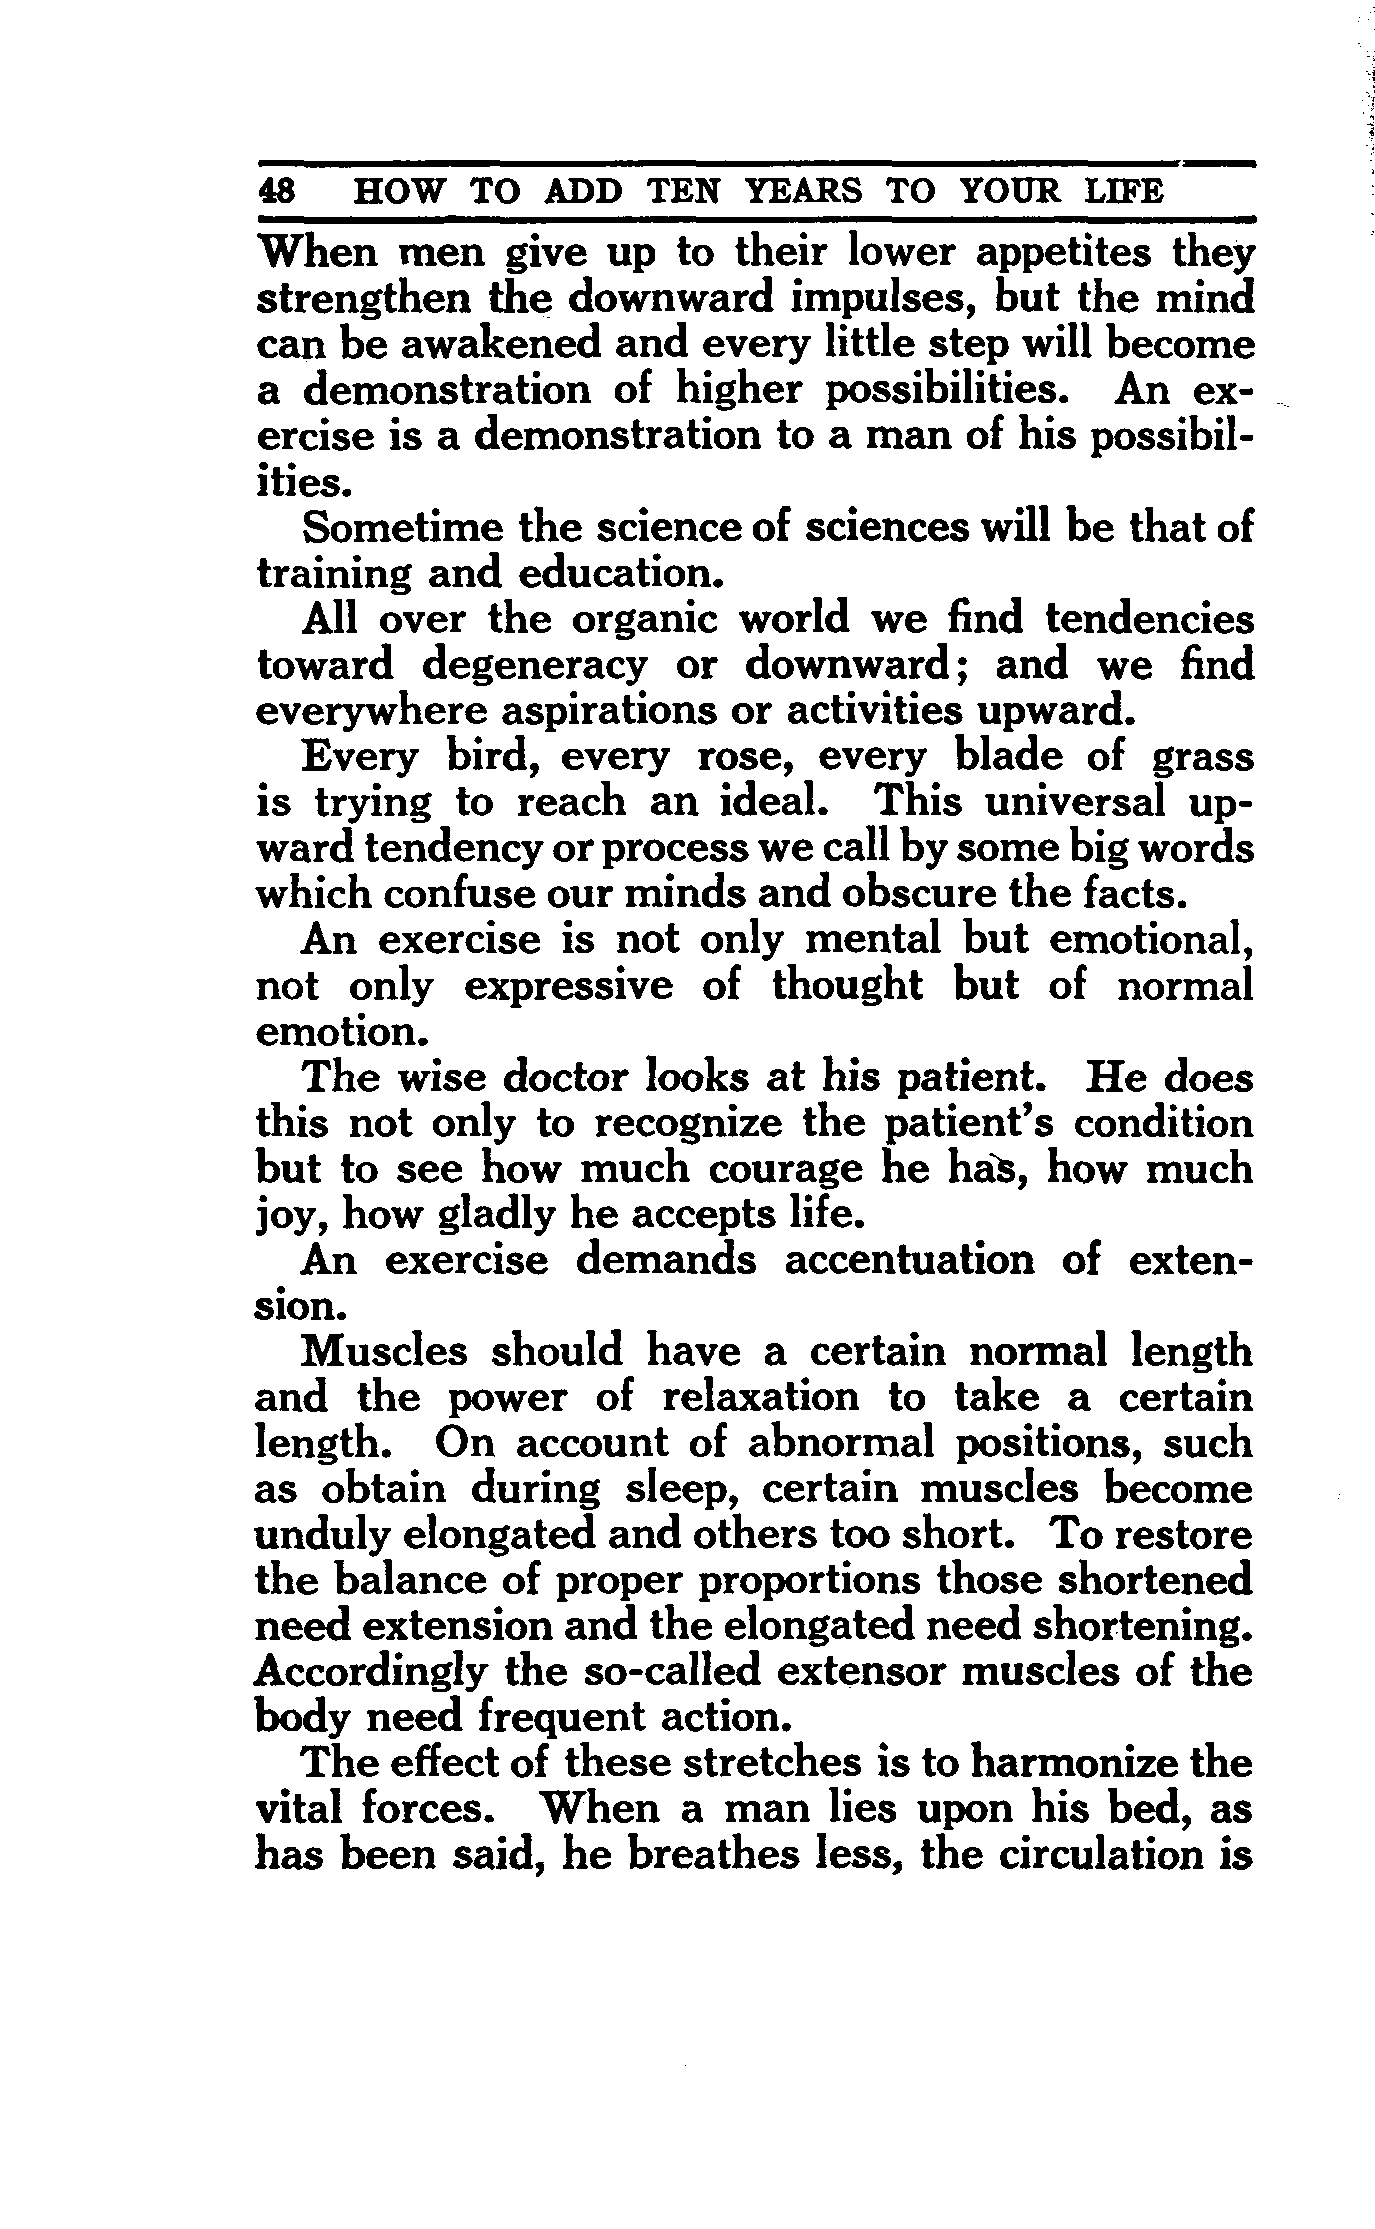 48 HOW TO ADD TEN YEARS TO YOUR LIFE
When men give up to their lower appetites they
strengthen the downward impulses, but the mind
can be awakened and every little step will become
a demonstration of higher possibilities. An ex-
ercise is a demonstration to a man of his possibil-
ities.
Sometime the science of sciences will be that of
training and education.
All over the organic world we find tendencies
toward degeneracy or downward; and we find
everywhere aspirations or activities upward.
Every bird, every rose, every blade of grass
is trying to reach an ideal. This universal up-
ward tendency or process we call by some big words
which confuse our minds and obscure the facts.
An exercise is not only mental but emotional,
not only expressive of thought but of normal
emotion.
The wise doctor looks at his patient. He does
this not only to recognize the patient's condition
but to see how much courage he has, how much
joy, how gladly he accepts life.
An exercise demands accentuation of exten-
sion.
Muscles should have a certain normal length
and the power of relaxation to take a certain
length. On account of abnormal positions, such
as obtain during sleep, certain muscles become
unduly elongated and others too short. To restore
the balance of proper proportions those shortened
need extension and the elongated need shortening.
Accordingly the so-called extensor muscles of the
body need frequent action.
The effect of these stretches is to harmonize the
vital forces. When a man lies upon his bed, as
has been said, he breathes less, the circulation is